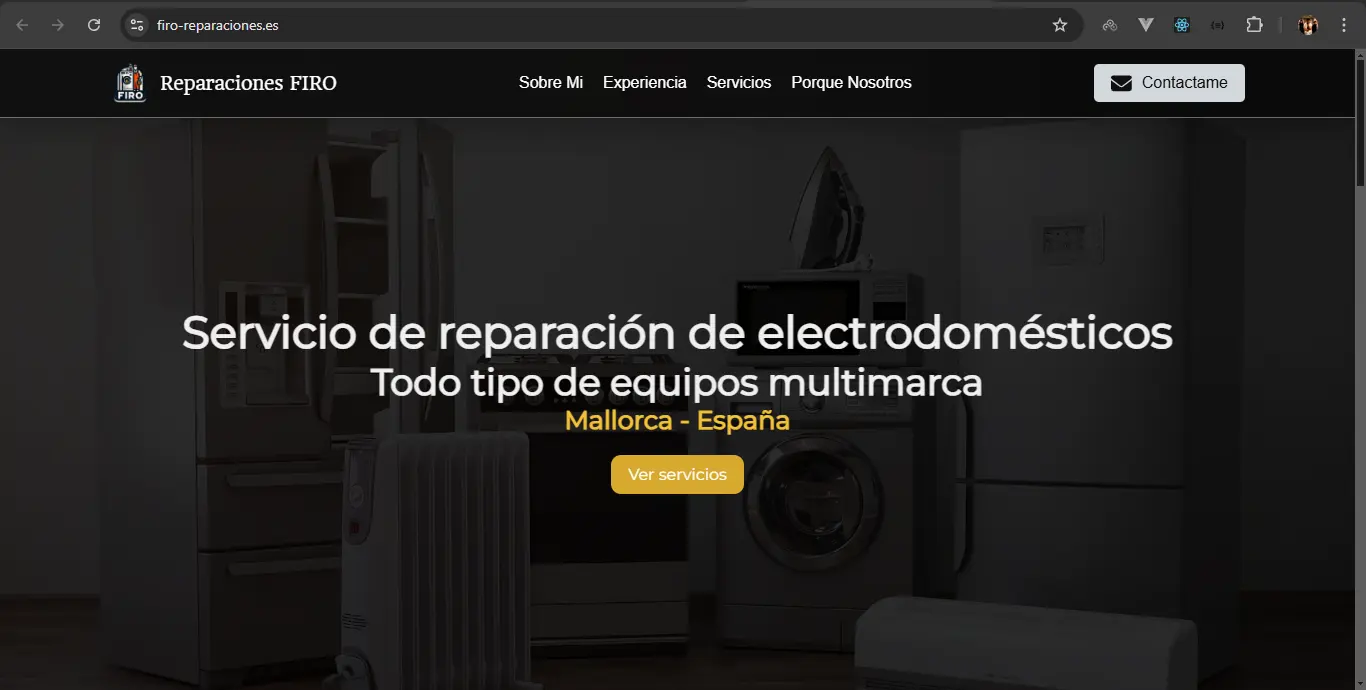 firo-reparaciones.es
FIRO
Reparaciones FIRO
Sobre Mi
Experiencia
Servicios
Porque Nosotros
Contactame
Servicio de reparación de electrodomésticos
Todo tipo de equipos multimarca
Mallorca - España
Ver servicios